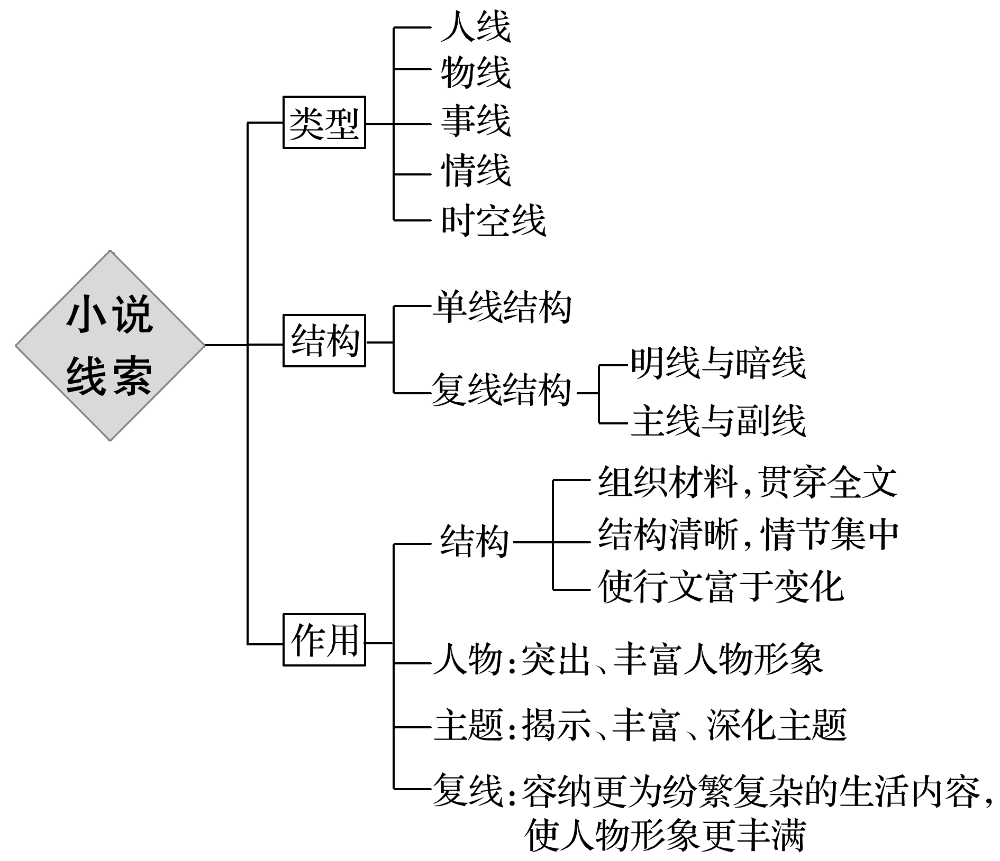 小说
线索
类型
人线
物线
事线
情线
时空线
结构
单线结构
复线结构
明线与暗线
主线与副线
作用
结构
组织材料,贯穿全文
结构清晰,情节集中
使行文富于变化
人物:突出、丰富人物形象
主题:揭示、丰富、深化主题
复线:容纳更为纷繁复杂的生活内容,
使人物形象更丰满